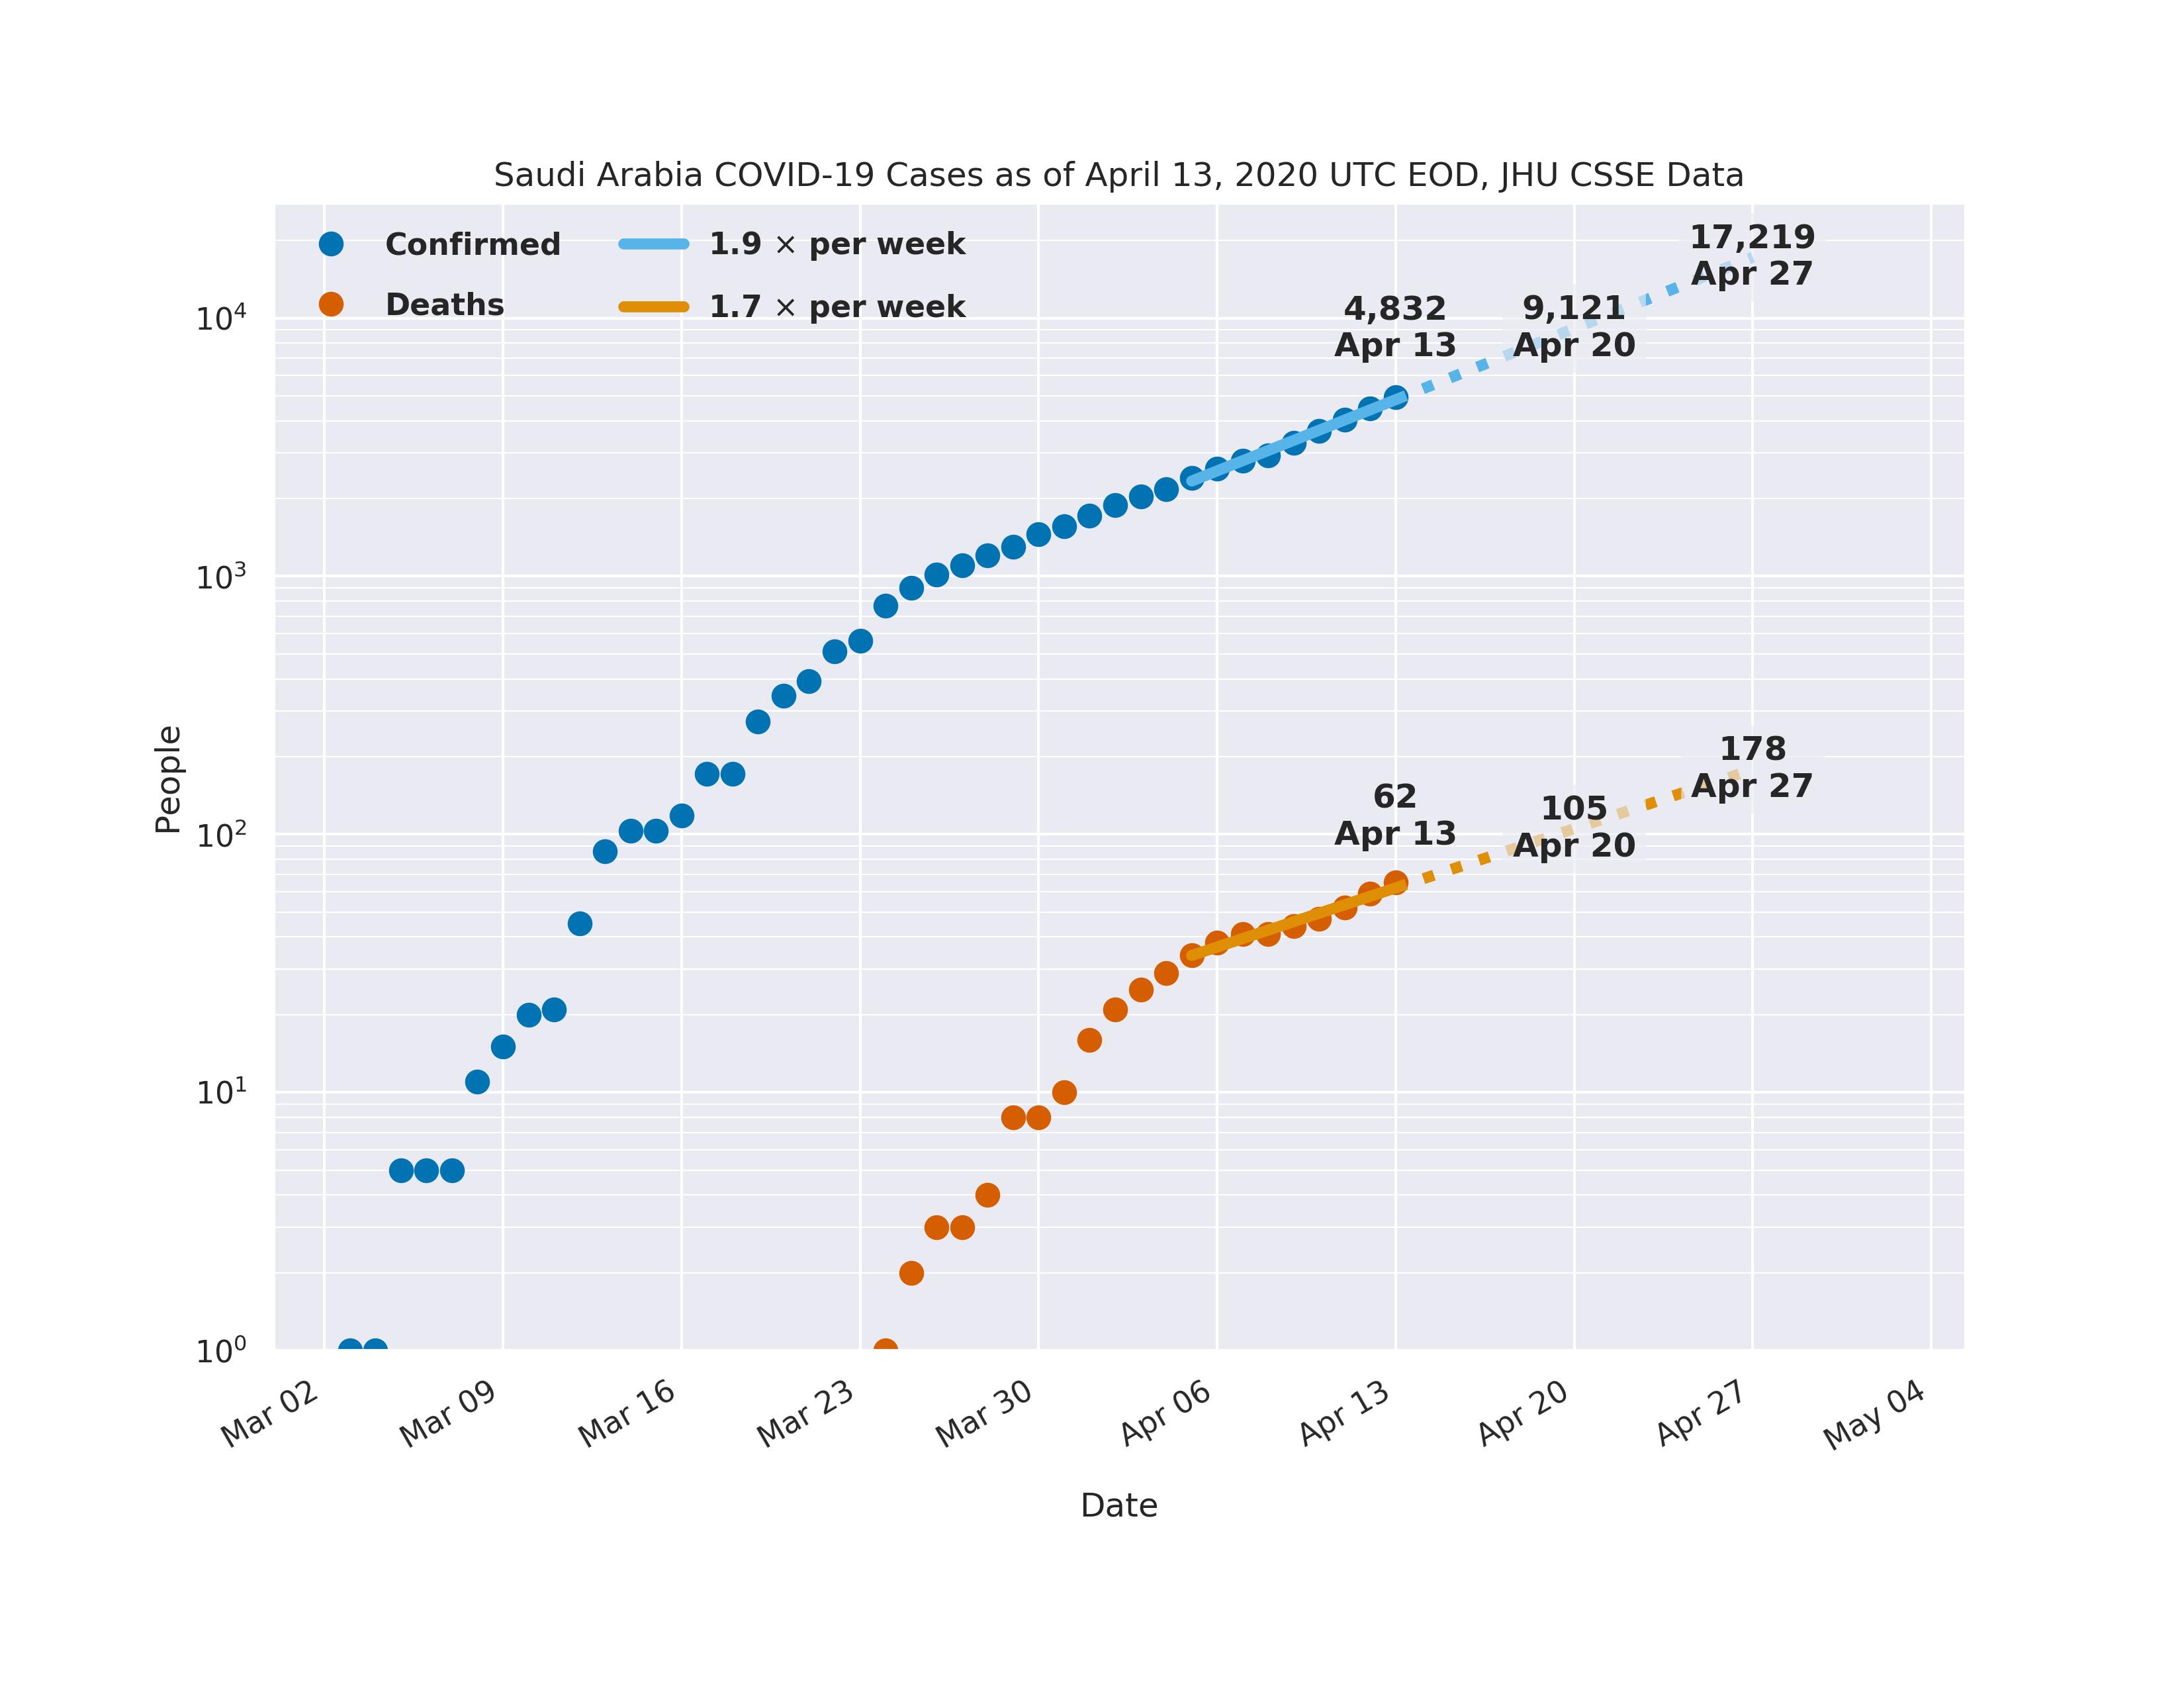 Saudi Arabia COVID-19 Cases as of April 13, 2020 UTC EOD, JHU CSSE Data
Confirmed
Deaths
1.9 × per week
1.7 × per week
17,219
Apr 27
4,832
Apr 13
9,121
Apr 20
178
Apr 27
62
Apr 13
105
Apr 20
People
10⁴
10³
10²
10¹
10⁰
Mar 02
Mar 09
Mar 16
Mar 23
Mar 30
Apr 06
Apr 13
Apr 20
Apr 27
May 04
Date